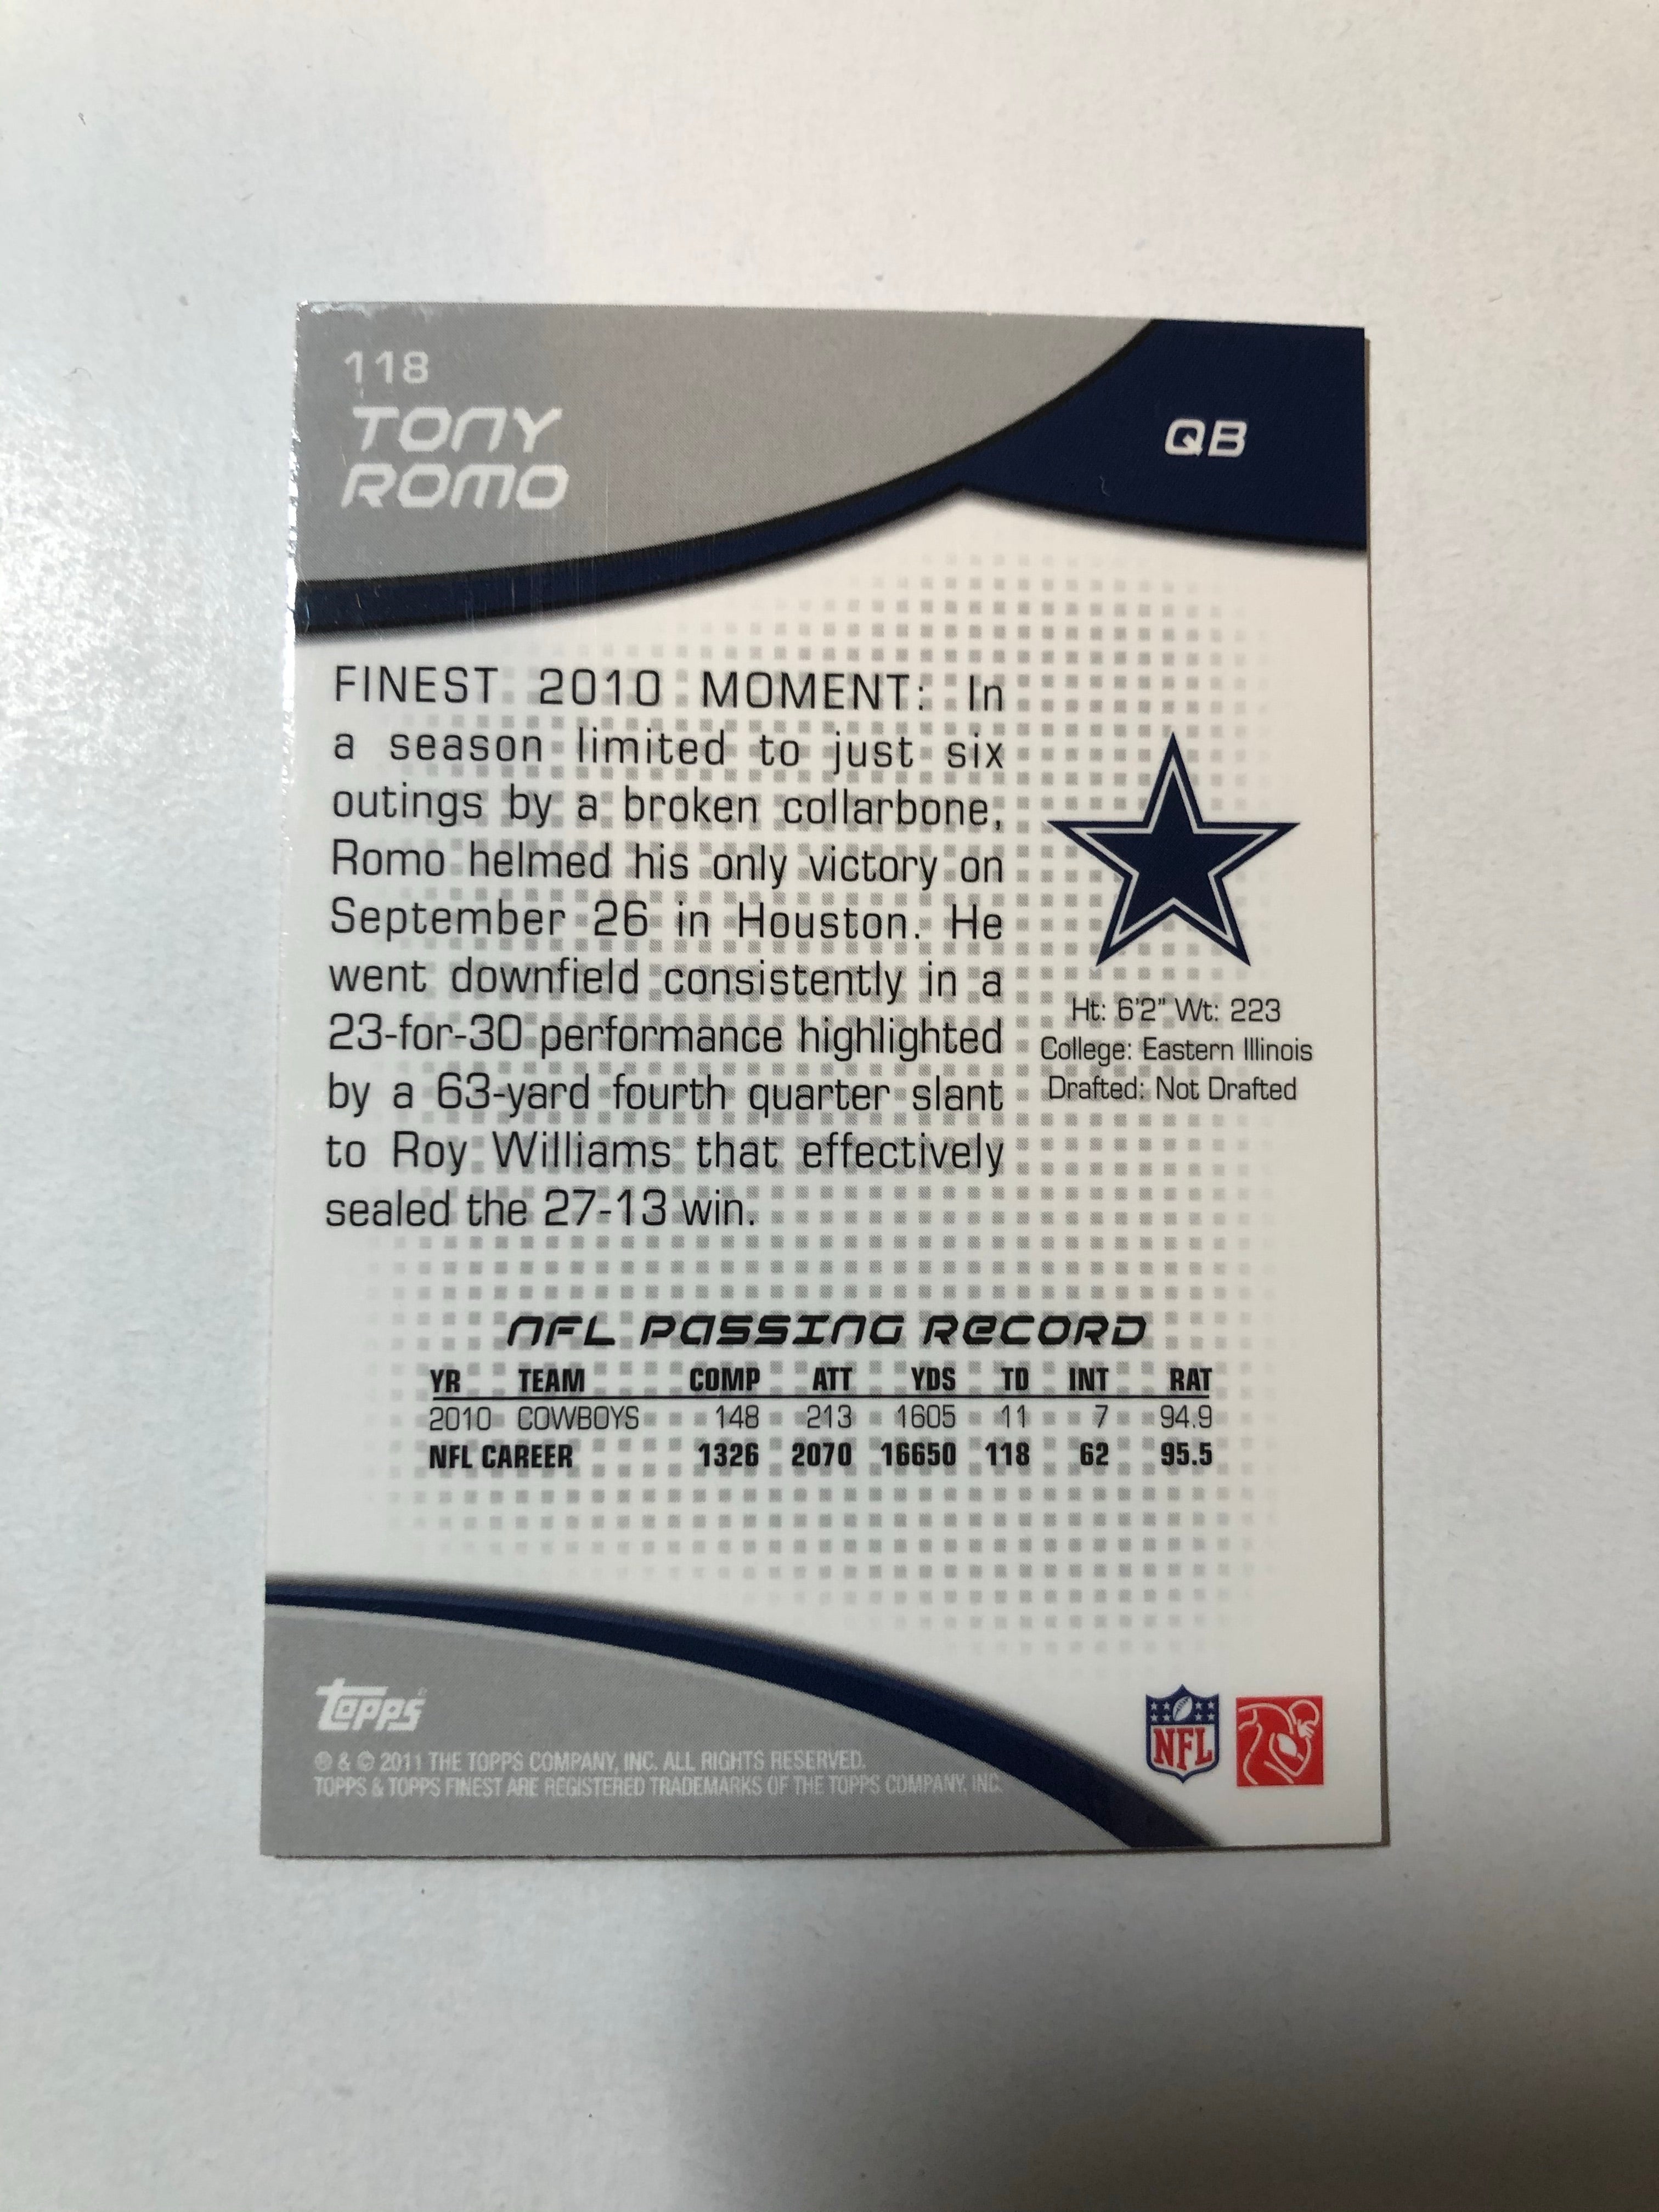 118
TONY
ROMO
QB
FINEST 2010 MOMENT: In
a season limited to just six
outings by a broken collarbone,
Romo helmed his only victory on
September 26 in Houston. He
went downfield consistently in a
23-for-30 performance highlighted
by a 63-yard fourth quarter slant
to Roy Williams that effectively
sealed the 27-13 win.
Ht: 6'2" Wt: 223
College: Eastern Illinois
Drafted: Not Drafted
NFL PASSING RECORD
YR TEAM COMP ATT YDS TD INT RAT
2010 COWBOYS 148 213 1605 11 7 94.9
NFL CAREER 1326 2070 16650 118 62 95.5
Topps
® & © 2011 THE TOPPS COMPANY, INC. ALL RIGHTS RESERVED.
TOPPS & TOPPS FINEST ARE REGISTERED TRADEMARKS OF THE TOPPS COMPANY, INC.
NFL